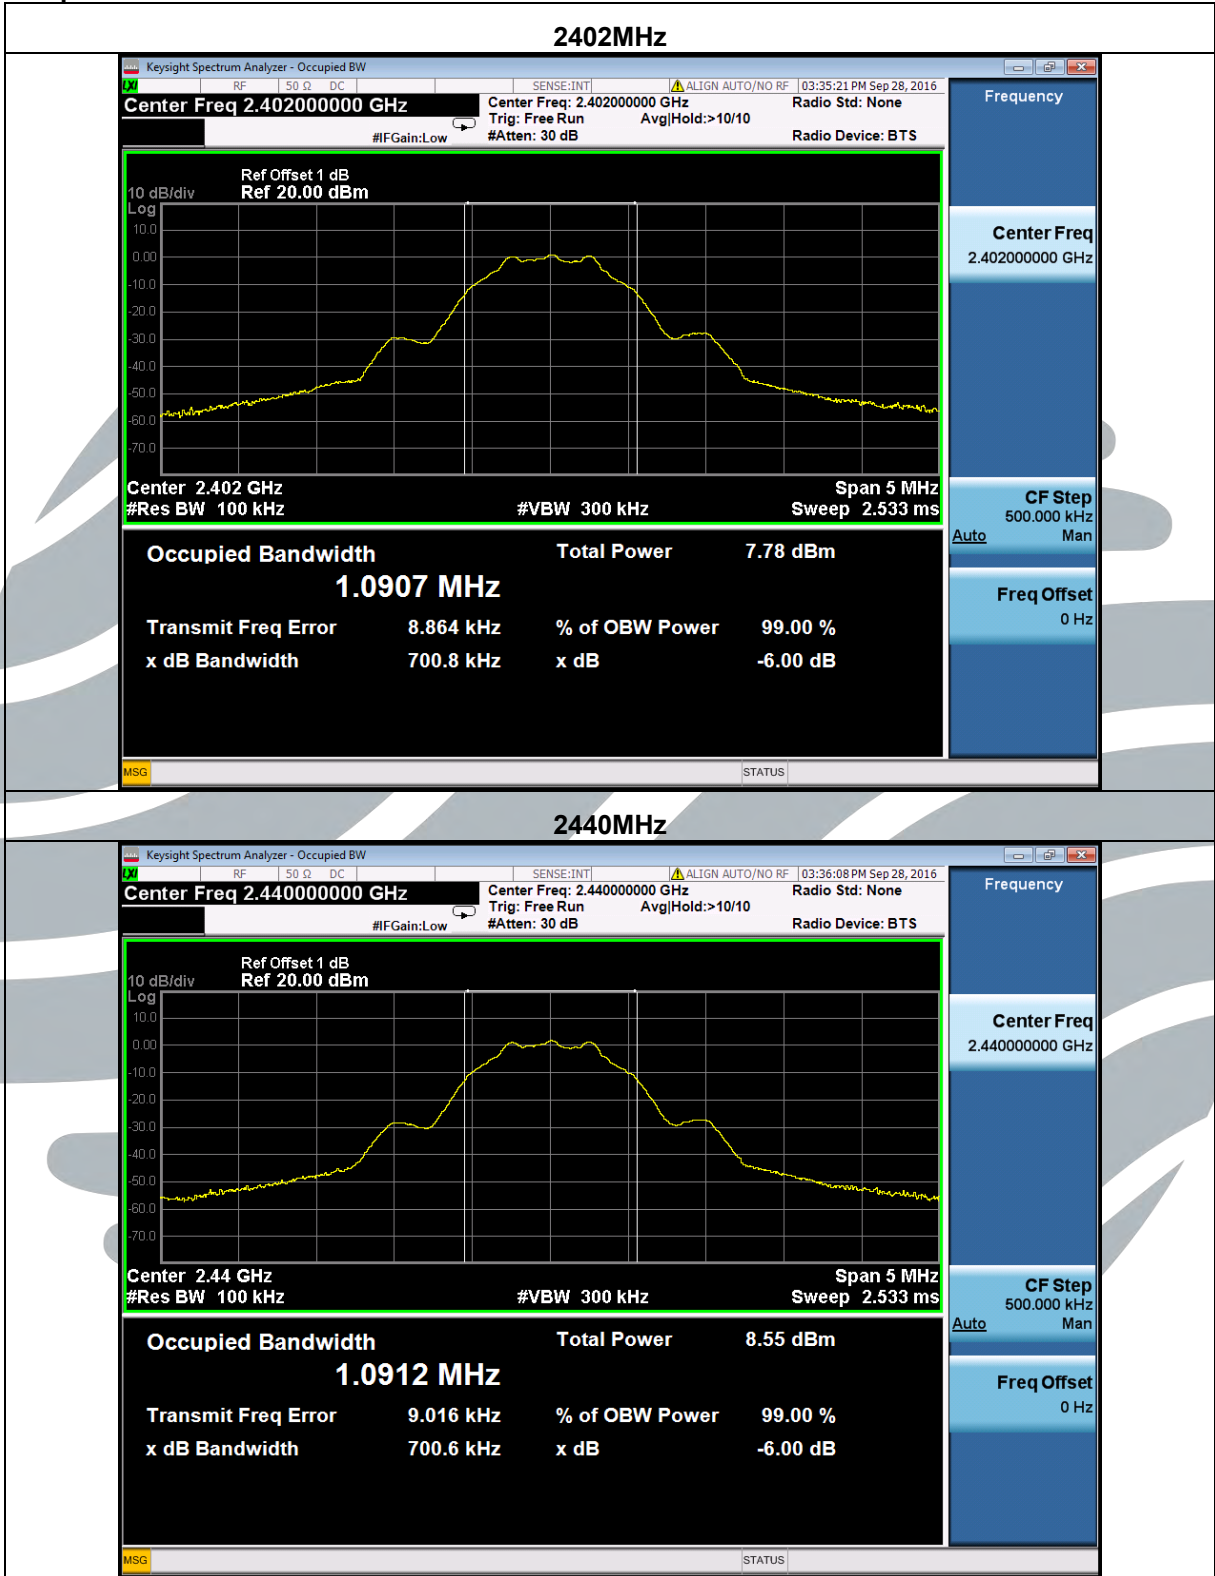 2402MHz
Keysight Spectrum Analyzer - Occupied BW
LXI RF 50 Ω DC SENSE:INT ALIGN AUTO/NO RF 03:35:21 PM Sep 28, 2016
Center Freq 2.402000000 GHz
Center Freq: 2.402000000 GHz Radio Std: None
Trig: Free Run Avg|Hold:>10/10
#IFGain:Low #Atten: 30 dB Radio Device: BTS
Ref Offset 1 dB
10 dB/div Ref 20.00 dBm
Log
10.0
0.00
-10.0
-20.0
-30.0
-40.0
-50.0
-60.0
-70.0
Center 2.402 GHz Span 5 MHz
#Res BW 100 kHz #VBW 300 kHz Sweep 2.533 ms
Occupied Bandwidth Total Power 7.78 dBm
1.0907 MHz
Transmit Freq Error 8.864 kHz % of OBW Power 99.00 %
x dB Bandwidth 700.8 kHz x dB -6.00 dB
MSG STATUS
Frequency
Center Freq
2.402000000 GHz
CF Step
500.000 kHz
Auto Man
Freq Offset
0 Hz
2440MHz
Keysight Spectrum Analyzer - Occupied BW
LXI RF 50 Ω DC SENSE:INT ALIGN AUTO/NO RF 03:36:08 PM Sep 28, 2016
Center Freq 2.440000000 GHz
Center Freq: 2.440000000 GHz Radio Std: None
Trig: Free Run Avg|Hold:>10/10
#IFGain:Low #Atten: 30 dB Radio Device: BTS
Ref Offset 1 dB
10 dB/div Ref 20.00 dBm
Log
10.0
0.00
-10.0
-20.0
-30.0
-40.0
-50.0
-60.0
-70.0
Center 2.44 GHz Span 5 MHz
#Res BW 100 kHz #VBW 300 kHz Sweep 2.533 ms
Occupied Bandwidth Total Power 8.55 dBm
1.0912 MHz
Transmit Freq Error 9.016 kHz % of OBW Power 99.00 %
x dB Bandwidth 700.6 kHz x dB -6.00 dB
MSG STATUS
Frequency
Center Freq
2.440000000 GHz
CF Step
500.000 kHz
Auto Man
Freq Offset
0 Hz